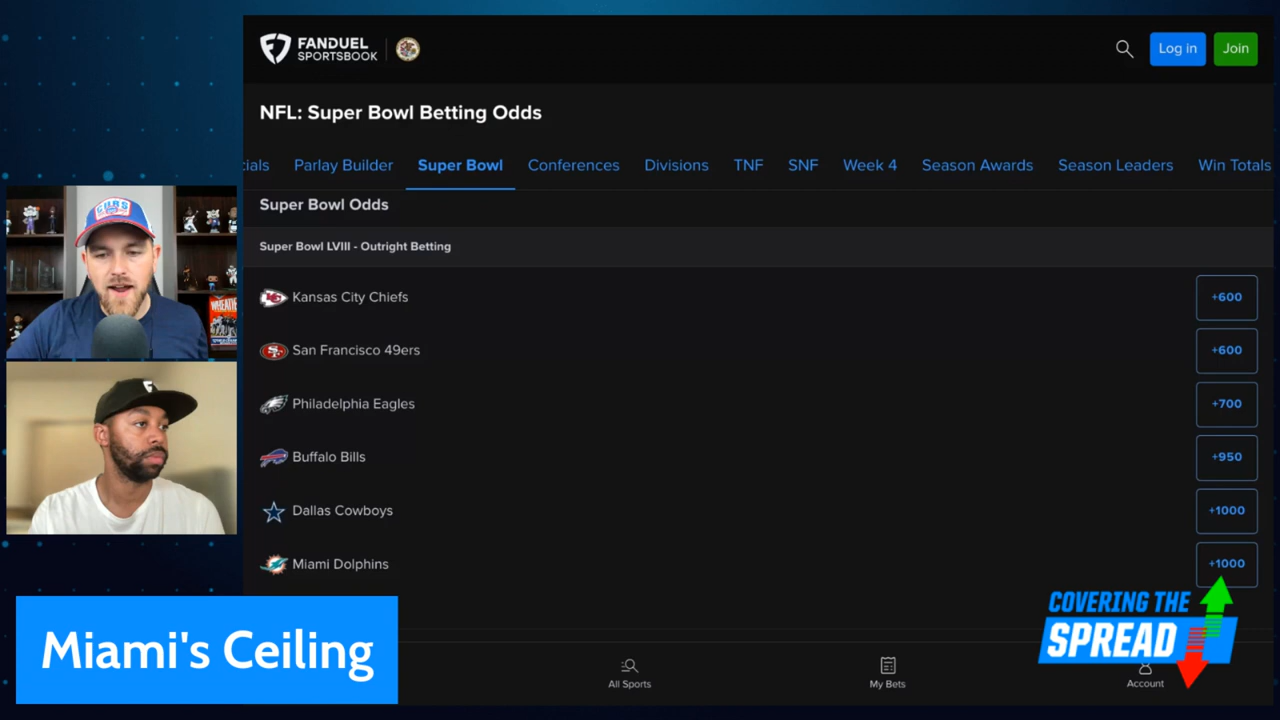 FANDUEL
SPORTSBOOK
Log in
Join
NFL: Super Bowl Betting Odds
cials
Parlay Builder
Super Bowl
Conferences
Divisions
TNF
SNF
Week 4
Season Awards
Season Leaders
Win Totals
Super Bowl Odds
Super Bowl LVIII - Outright Betting
Kansas City Chiefs
+600
San Francisco 49ers
+600
Philadelphia Eagles
+700
Buffalo Bills
+950
Dallas Cowboys
+1000
Miami Dolphins
+1000
CUBS
WHEATIES
Miami's Ceiling
All Sports
My Bets
Account
COVERING THE
SPREAD